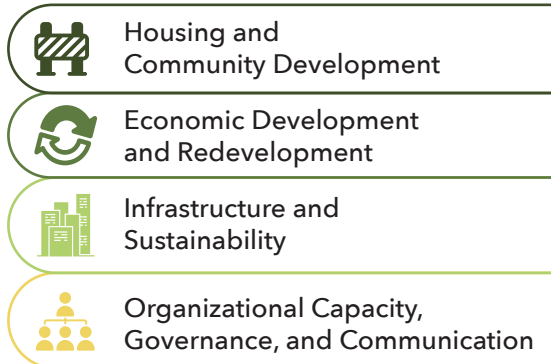 Housing and
Community Development
Economic Development
and Redevelopment
Infrastructure and
Sustainability
Organizational Capacity,
Governance, and Communication